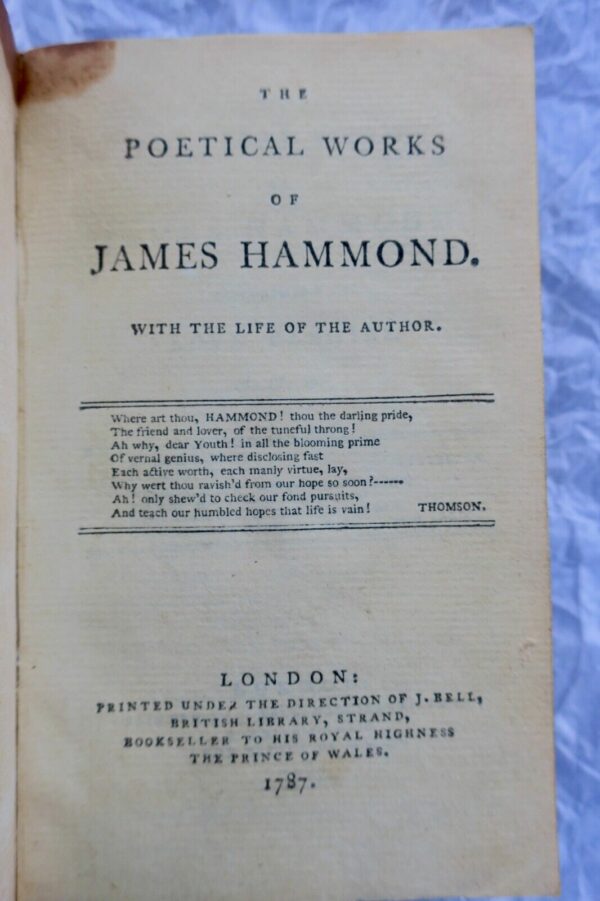 THE
POETICAL WORKS
OF
JAMES HAMMOND.
WITH THE LIFE OF THE AUTHOR.
Where art thou, HAMMOND! thou the darling pride,
The friend and lover, of the tuneful throng!
Ah why, dear Youth! in all the blooming prime
Of vernal genius, where disclosing fast
Each active worth, each manly virtue, lay,
Why wert thou ravish'd from our hope so soon?------
Ah! only shew'd to check our fond pursuits,
And teach our humbled hopes that life is vain! THOMSON.
LONDON:
PRINTED UNDER THE DIRECTION OF J. BELL,
BRITISH LIBRARY, STRAND,
BOOKSELLER TO HIS ROYAL HIGHNESS
THE PRINCE OF WALES.
1787.